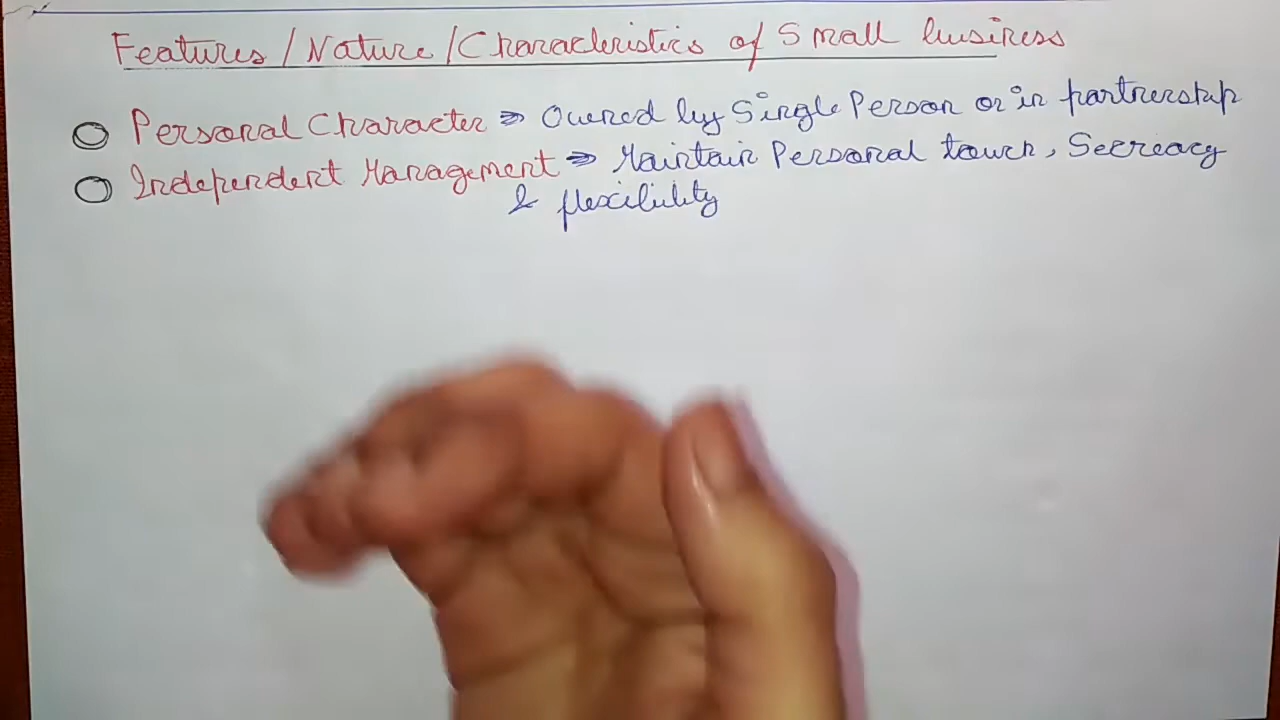 Features/Nature/Characteristics of Small business
Personal Character ⇒ Owned by Single Person or in partnership
Independent Management ⇒ Maintain Personal touch, Secreacy
& flexibility